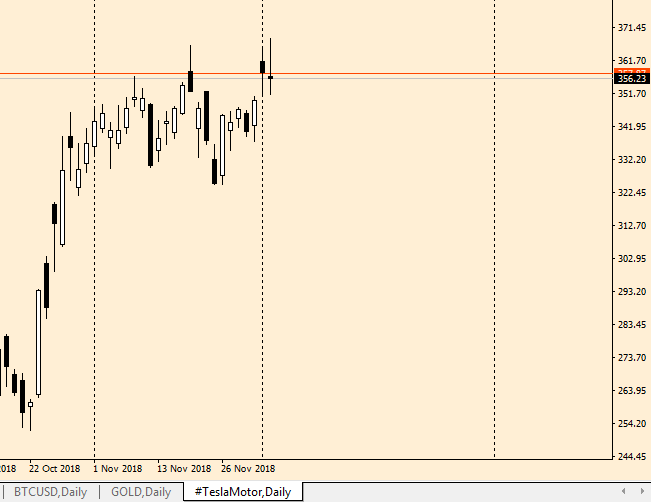 371.45
361.70
356.23
351.70
341.95
332.20
322.45
312.70
302.95
293.20
283.45
273.70
263.95
254.20
244.45
2018
22 Oct 2018
1 Nov 2018
13 Nov 2018
26 Nov 2018
BTCUSD,Daily
GOLD,Daily
#TeslaMotor,Daily